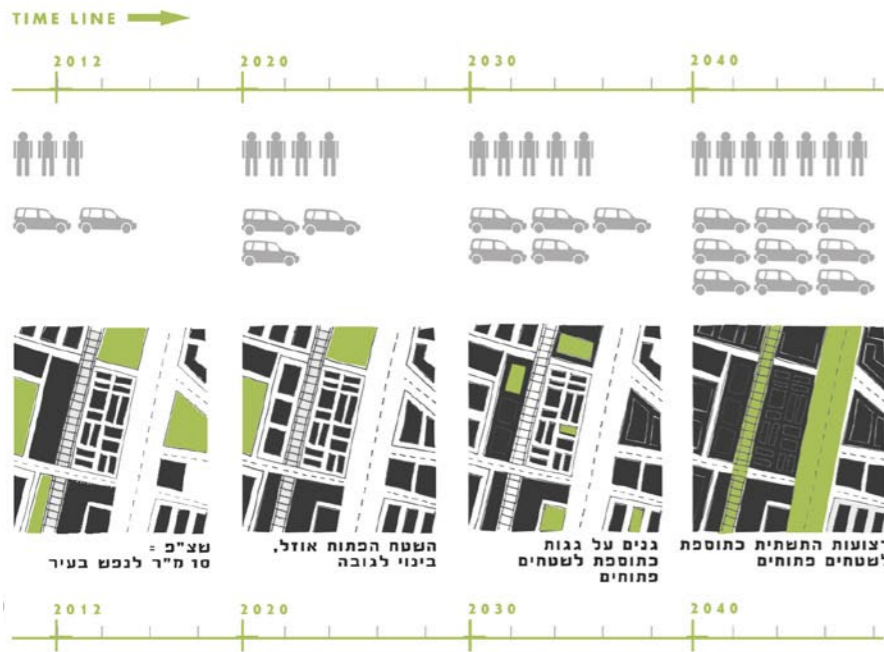 TIME LINE
2012 2020 2030 2040
שצ"פ =
10 מ"ר לנפש בעיר
השטח הפתוח אוזל,
בינוי לגובה
גנים על גגות
כתוספת לשטחים
פתוחים
רצועות התשתית כתוספת
לשטחים פתוחים
2012 2020 2030 2040